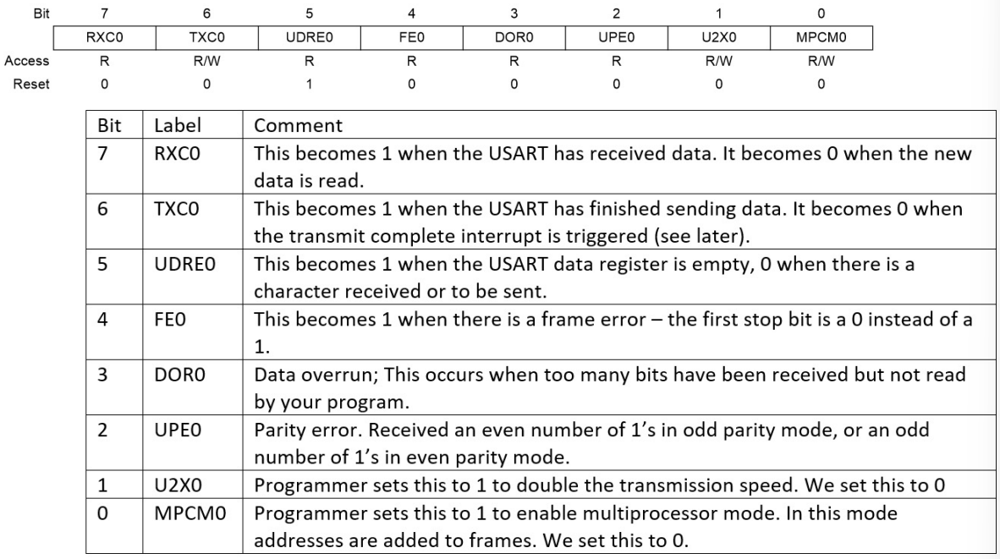 Bit 7 6 5 4 3 2 1 0
RXC0 TXC0 UDRE0 FE0 DOR0 UPE0 U2X0 MPCM0
Access R R/W R R R R R/W R/W
Reset 0 0 1 0 0 0 0 0
Bit Label Comment
7 RXC0 This becomes 1 when the USART has received data. It becomes 0 when the new
data is read.
6 TXC0 This becomes 1 when the USART has finished sending data. It becomes 0 when
the transmit complete interrupt is triggered (see later).
5 UDRE0 This becomes 1 when the USART data register is empty, 0 when there is a
character received or to be sent.
4 FE0 This becomes 1 when there is a frame error – the first stop bit is a 0 instead of a
1.
3 DOR0 Data overrun; This occurs when too many bits have been received but not read
by your program.
2 UPE0 Parity error. Received an even number of 1’s in odd parity mode, or an odd
number of 1’s in even parity mode.
1 U2X0 Programmer sets this to 1 to double the transmission speed. We set this to 0
0 MPCM0 Programmer sets this to 1 to enable multiprocessor mode. In this mode
addresses are added to frames. We set this to 0.